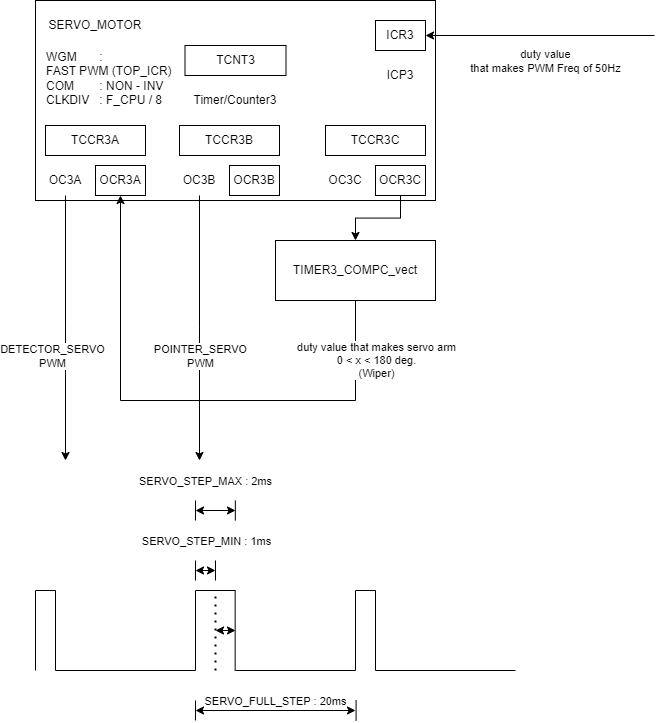 SERVO_MOTOR
ICR3
duty value
that makes PWM Freq of 50Hz
WGM :
FAST PWM (TOP_ICR)
COM : NON - INV
CLKDIV : F_CPU / 8
TCNT3
ICP3
Timer/Counter3
TCCR3A
TCCR3B
TCCR3C
OC3A
OCR3A
OC3B
OCR3B
OC3C
OCR3C
TIMER3_COMPC_vect
DETECTOR_SERVO
PWM
POINTER_SERVO
PWM
duty value that makes servo arm
0 < x < 180 deg.
(Wiper)
SERVO_STEP_MAX : 2ms
SERVO_STEP_MIN : 1ms
SERVO_FULL_STEP : 20ms